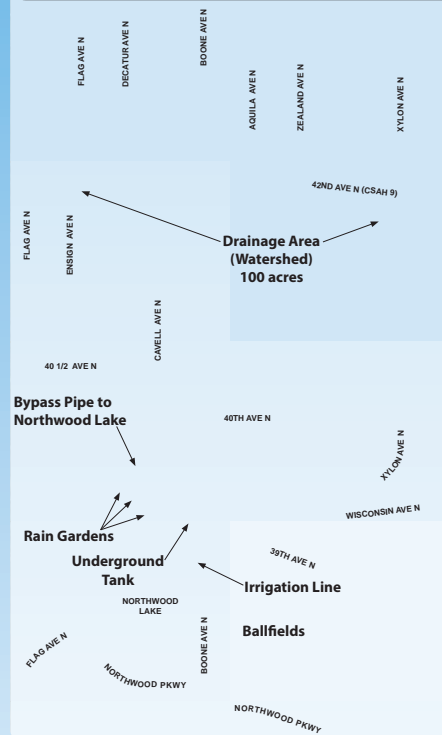 FLAG AVE N
DECATUR AVE N
BOONE AVE N
AQUILA AVE N
ZEALAND AVE N
XYLON AVE N
42ND AVE N (CSAH 9)
FLAG AVE N
ENSIGN AVE N
Drainage Area
(Watershed)
100 acres
CAVELL AVE N
40 1/2 AVE N
Bypass Pipe to
Northwood Lake
40TH AVE N
XYLON AVE N
WISCONSIN AVE N
Rain Gardens
Underground
Tank
39TH AVE N
Irrigation Line
NORTHWOOD
LAKE
BOONE AVE N
Ballfields
FLAG AVE N
NORTHWOOD PKWY
NORTHWOOD PKWY